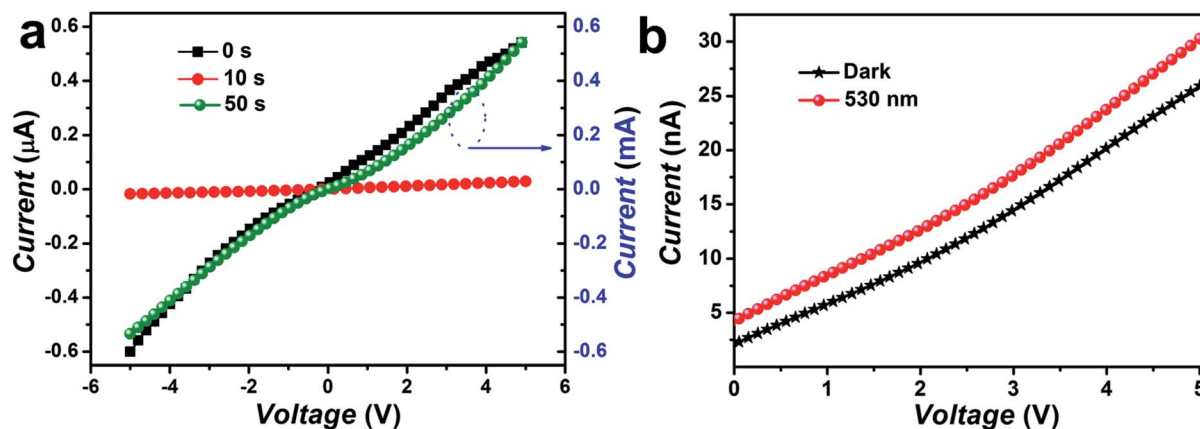 a
0 s
10 s
50 s
0.6
0.4
0.2
0.0
-0.2
-0.4
-0.6
Current (μA)
0.6
0.4
0.2
0.0
-0.2
-0.4
-0.6
Current (mA)
-6 -4 -2 0 2 4 6
Voltage (V)
b
Dark
530 nm
30
25
20
15
10
5
Current (nA)
0 1 2 3 4 5
Voltage (V)